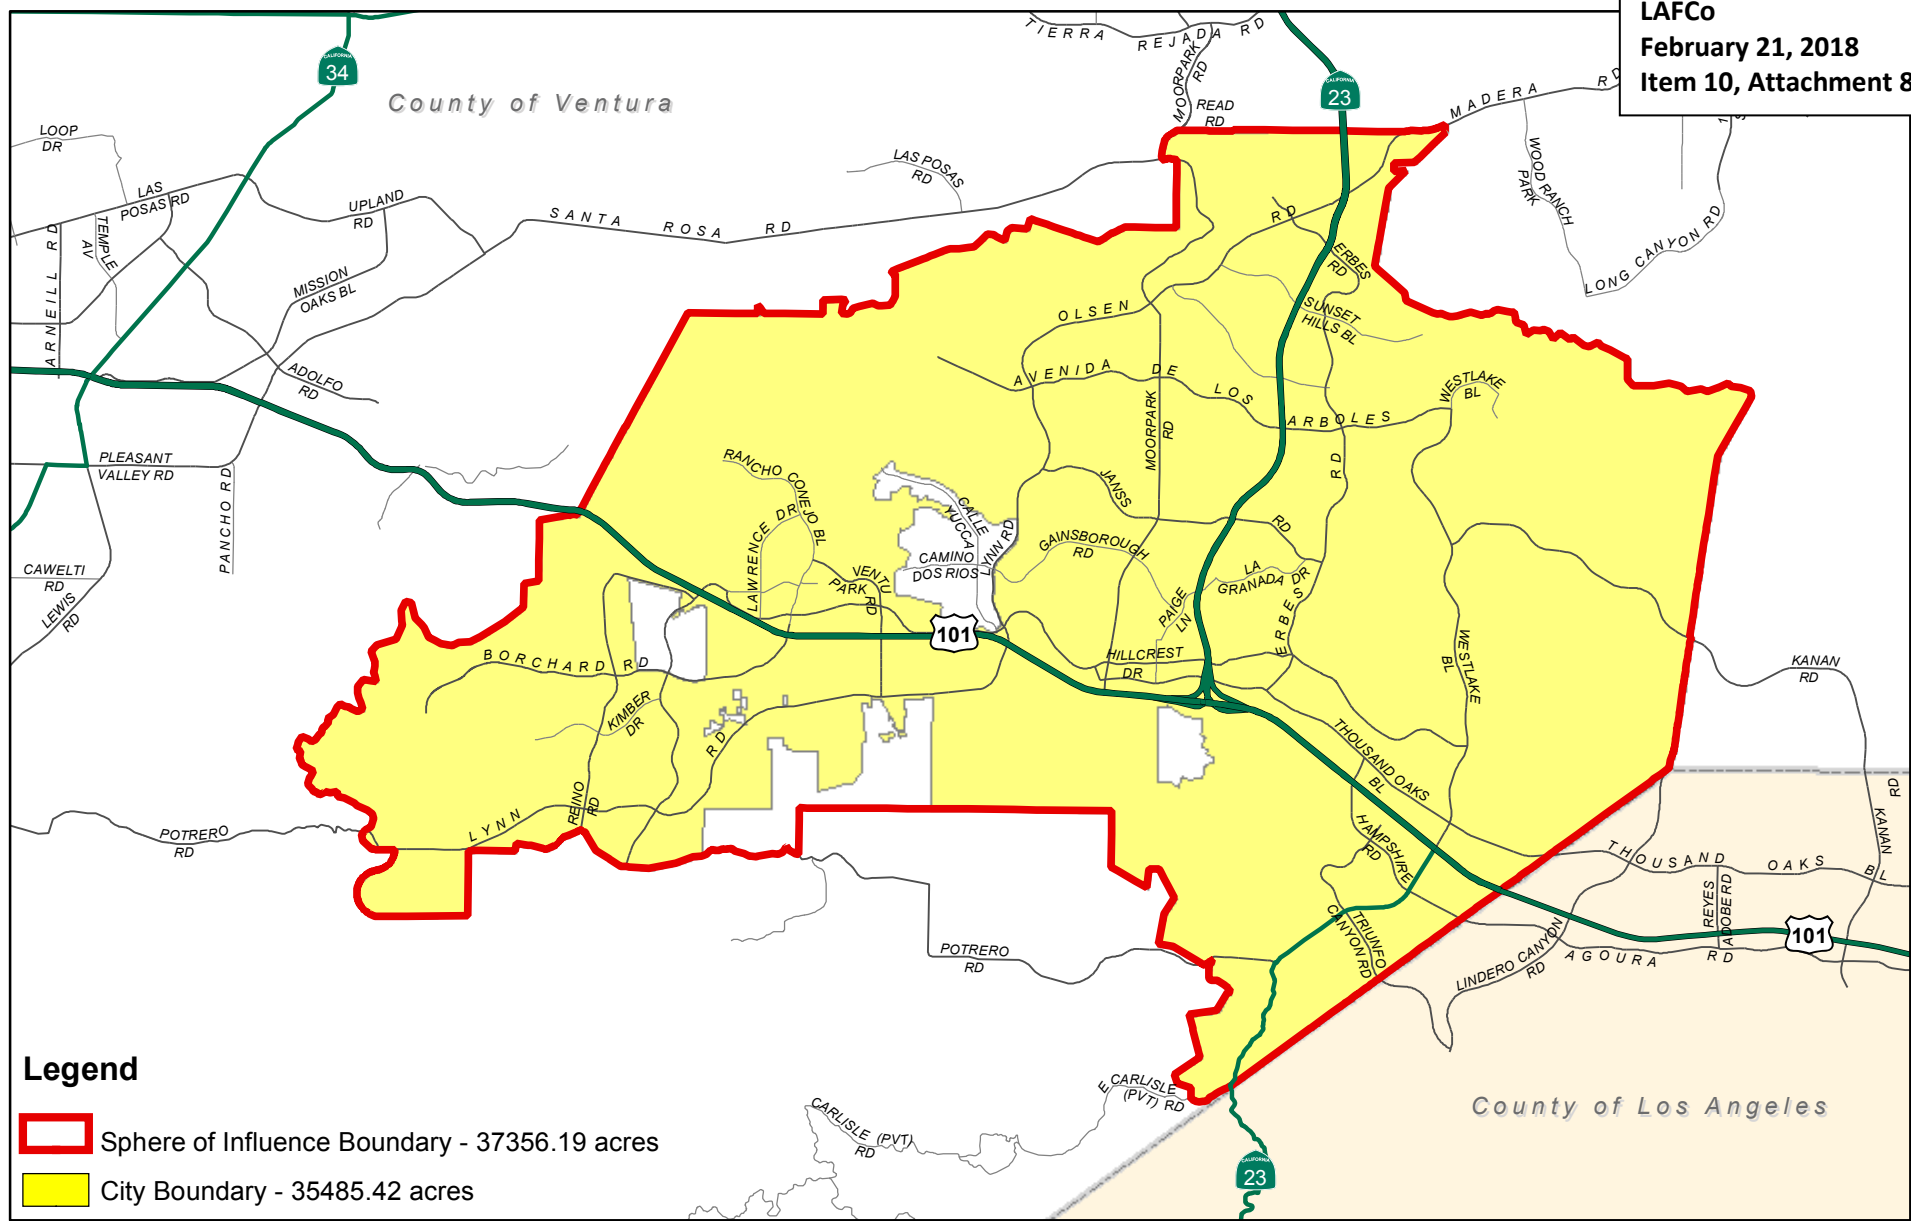 LAFCo
February 21, 2018
Item 10, Attachment 8
TIERRA REJADA RD
CALIFORNIA
34
County of Ventura
MOORPARK
RD
READ
RD
CALIFORNIA
23
MADERA RD
LOOP
DR
LAS
POSAS RD
UPLAND
RD
LAS POSAS
RD
SANTA ROSA RD
WOOD RANCH
PARK
LONG CANYON RD
ARNEILL RD
TEMPLE
AV
MISSION
OAKS BL
ADOLFO
RD
OLSEN RD
ERBES
RD
SUNSET
HILLS BL
AVENIDA DE LOS ARBOLES
WESTLAKE
BL
MOORPARK
RD
RD
PLEASANT
VALLEY RD
PANCHO RD
RANCHO CONEJO BL
LAWRENCE DR
CALLE
YUCCA
LYNN RD
JANSS RD
GAINSBOROUGH
RD
CAMINO
DOS RIOS
VENTU
PARK
RD
LA
GRANADA DR
PAIGE
LN
ERBES
CAWELTI
RD
LEWIS
RD
101
BORCHARD RD
HILLCREST
DR
WESTLAKE
BL
KANAN
RD
KIMBER
DR
RD
REINO
RD
LYNN
THOUSAND OAKS
BL
HAMPSHIRE
RD
POTRERO
RD
KANAN
RD
THOUSAND OAKS BL
REYES
ADOBE RD
101
TRIUNFO
CANYON RD
LINDERO CANYON
RD
AGOURA RD
POTRERO
RD
E CARLISLE
(PVT) RD
CARLISLE (PVT)
RD
County of Los Angeles
CALIFORNIA
23
Legend
Sphere of Influence Boundary - 37356.19 acres
City Boundary - 35485.42 acres